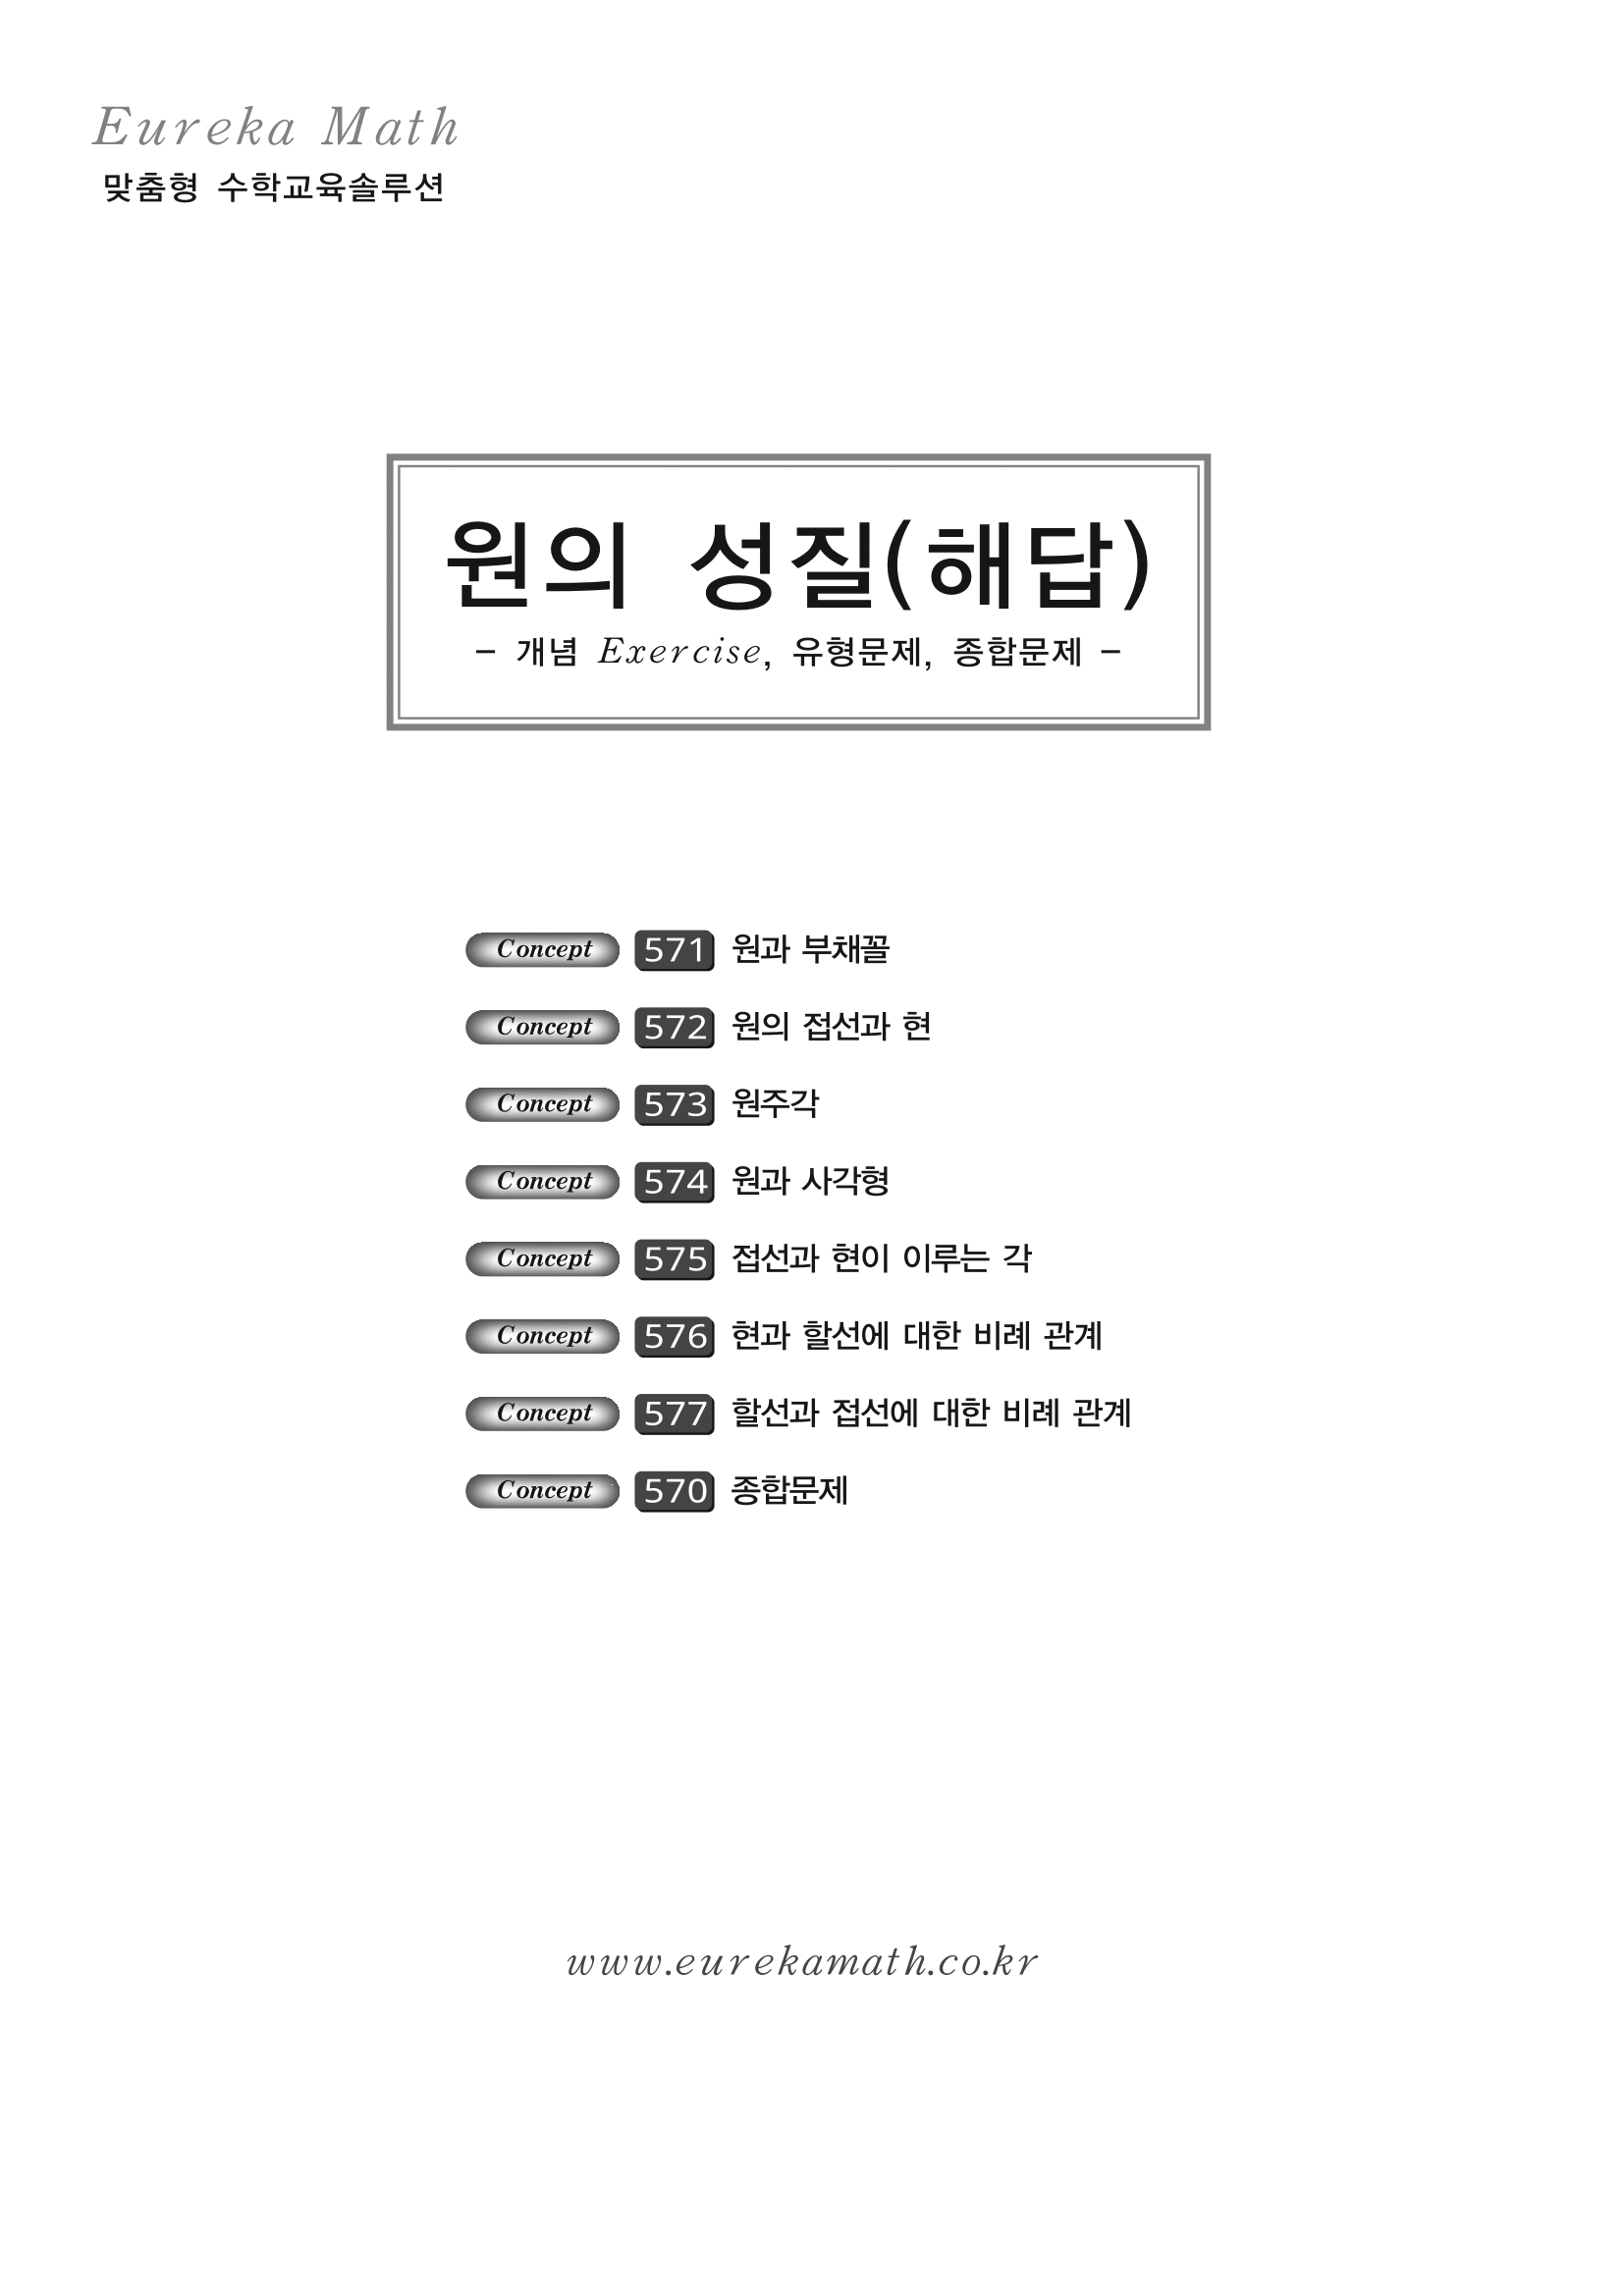 Eureka Math
맞춤형 수학교육솔루션
원의 성질(해답)
- 개념 Exercise, 유형문제, 종합문제 -
Concept 571 원과 부채꼴
Concept 572 원의 접선과 현
Concept 573 원주각
Concept 574 원과 사각형
Concept 575 접선과 현이 이루는 각
Concept 576 현과 할선에 대한 비례 관계
Concept 577 할선과 접선에 대한 비례 관계
Concept 570 종합문제
www.eurekamath.co.kr